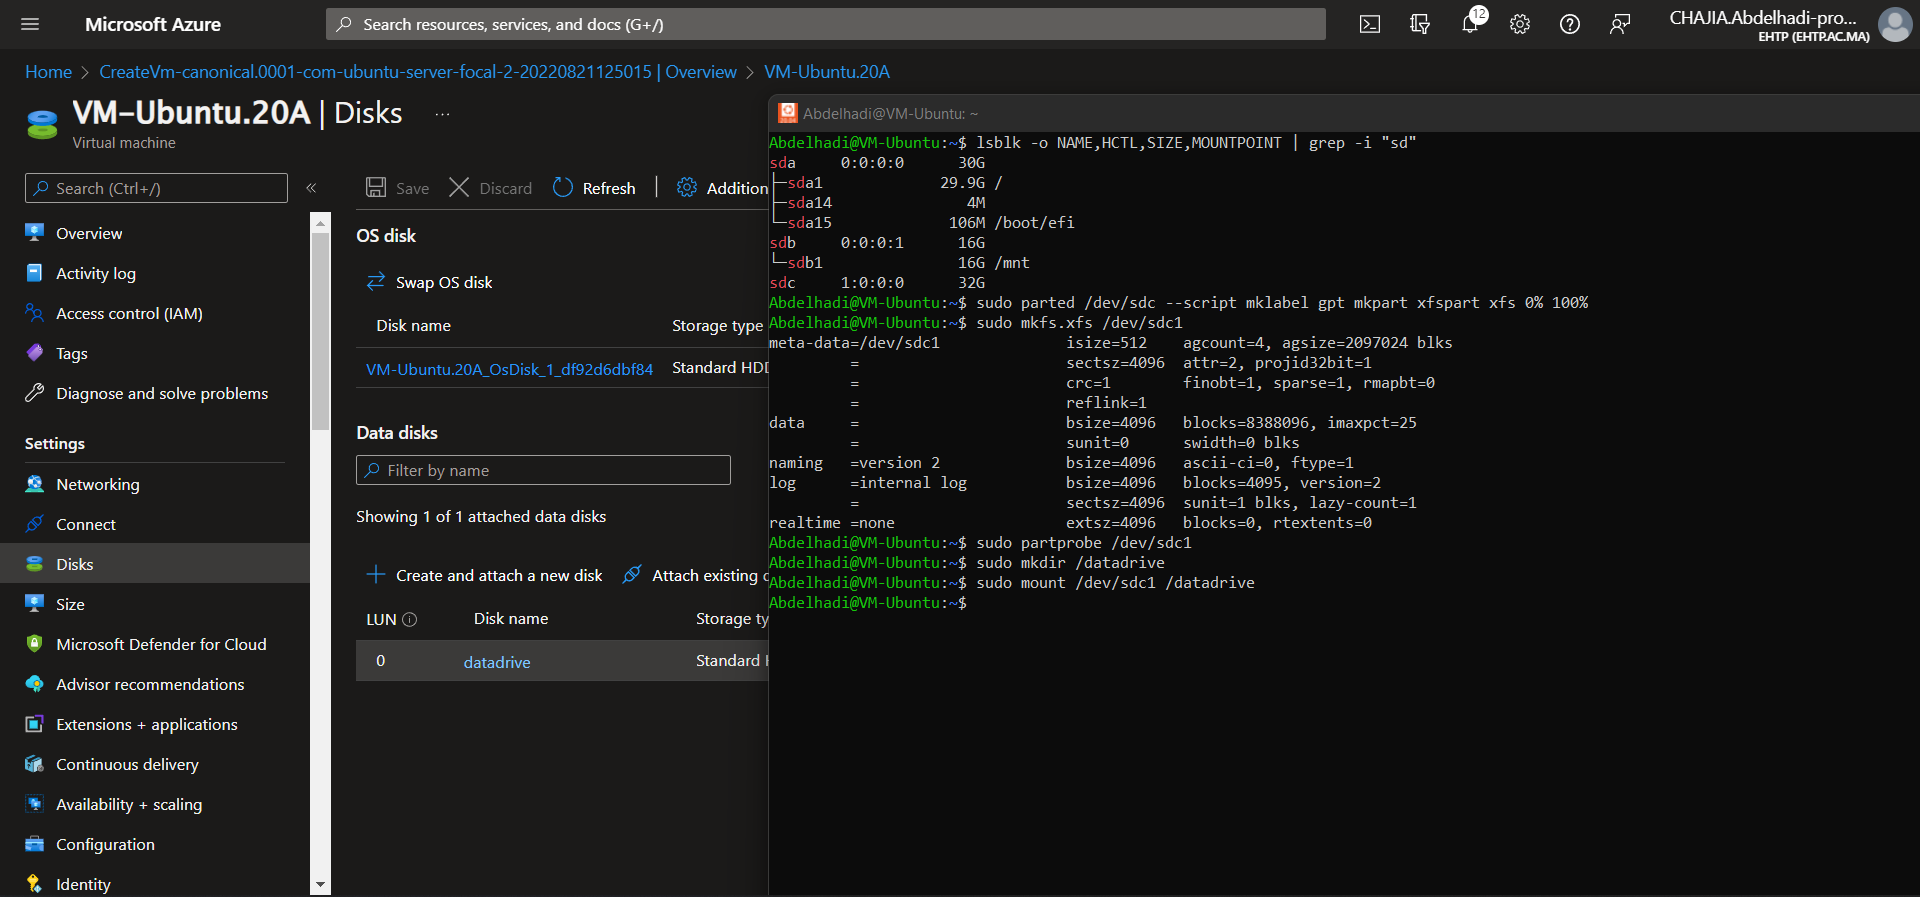 Microsoft Azure
Search resources, services, and docs (G+/)
12
CHAJIA.Abdelhadi-pro...
EHTP (EHTP.AC.MA)
Home > CreateVm-canonical.0001-com-ubuntu-server-focal-2-20220821125015 | Overview > VM-Ubuntu.20A
VM-Ubuntu.20A | Disks ...
Virtual machine
Search (Ctrl+/)
«
Overview
Activity log
Access control (IAM)
Tags
Diagnose and solve problems
Settings
Networking
Connect
Disks
Size
Microsoft Defender for Cloud
Advisor recommendations
Extensions + applications
Continuous delivery
Availability + scaling
Configuration
Identity
Save Discard Refresh | Addition
OS disk
Swap OS disk
Disk name Storage type
VM-Ubuntu.20A_OsDisk_1_df92d6dbf84 Standard HDD
Data disks
Filter by name
Showing 1 of 1 attached data disks
Create and attach a new disk Attach existing
LUN Disk name Storage ty
0 datadrive Standard H
Abdelhadi@VM-Ubuntu: ~
Abdelhadi@VM-Ubuntu:~$ lsblk -o NAME,HCTL,SIZE,MOUNTPOINT | grep -i "sd"
sda     0:0:0:0      30G
├─sda1             29.9G /
├─sda14               4M
└─sda15             106M /boot/efi
sdb     0:0:0:1      16G
└─sdb1               16G /mnt
sdc     1:0:0:0      32G
Abdelhadi@VM-Ubuntu:~$ sudo parted /dev/sdc --script mklabel gpt mkpart xfspart xfs 0% 100%
Abdelhadi@VM-Ubuntu:~$ sudo mkfs.xfs /dev/sdc1
meta-data=/dev/sdc1              isize=512    agcount=4, agsize=2097024 blks
         =                       sectsz=4096  attr=2, projid32bit=1
         =                       crc=1        finobt=1, sparse=1, rmapbt=0
         =                       reflink=1
data     =                       bsize=4096   blocks=8388096, imaxpct=25
         =                       sunit=0      swidth=0 blks
naming   =version 2              bsize=4096   ascii-ci=0, ftype=1
log      =internal log           bsize=4096   blocks=4095, version=2
         =                       sectsz=4096  sunit=1 blks, lazy-count=1
realtime =none                   extsz=4096   blocks=0, rtextents=0
Abdelhadi@VM-Ubuntu:~$ sudo partprobe /dev/sdc1
Abdelhadi@VM-Ubuntu:~$ sudo mkdir /datadrive
Abdelhadi@VM-Ubuntu:~$ sudo mount /dev/sdc1 /datadrive
Abdelhadi@VM-Ubuntu:~$